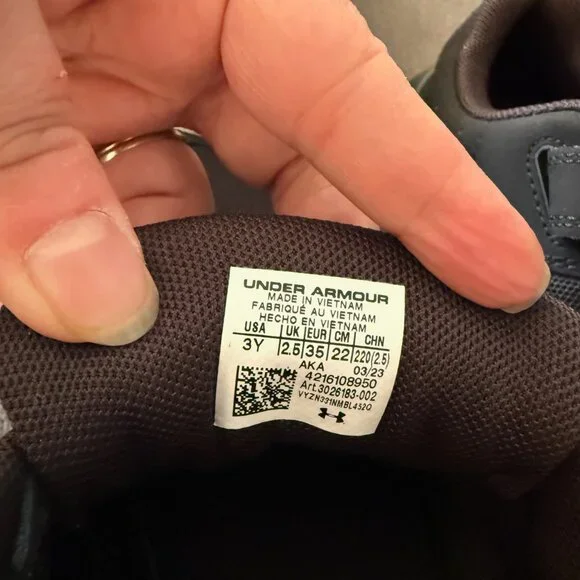 UNDER ARMOUR
MADE IN VIETNAM
FABRIQUÉ AU VIETNAM
HECHO EN VIETNAM
USA UK EUR CM CHN
3Y 2.5 35 22 220(2.5)
AKA 03/23
4216108950
Art.3026183-002
VYZN331NMBL452Q